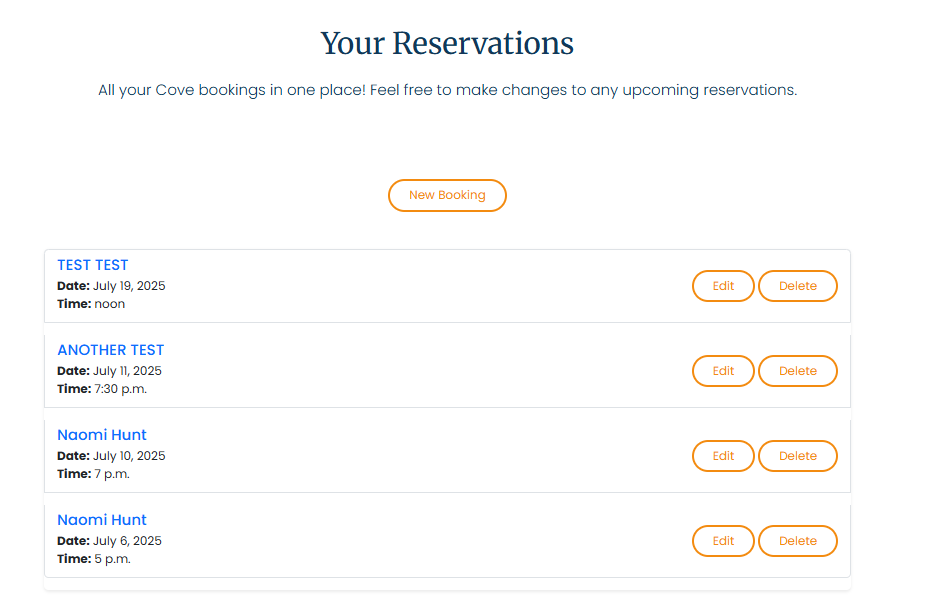 Your Reservations
All your Cove bookings in one place! Feel free to make changes to any upcoming reservations.
New Booking
TEST TEST
Date: July 19, 2025
Time: noon
Edit
Delete
ANOTHER TEST
Date: July 11, 2025
Time: 7:30 p.m.
Edit
Delete
Naomi Hunt
Date: July 10, 2025
Time: 7 p.m.
Edit
Delete
Naomi Hunt
Date: July 6, 2025
Time: 5 p.m.
Edit
Delete